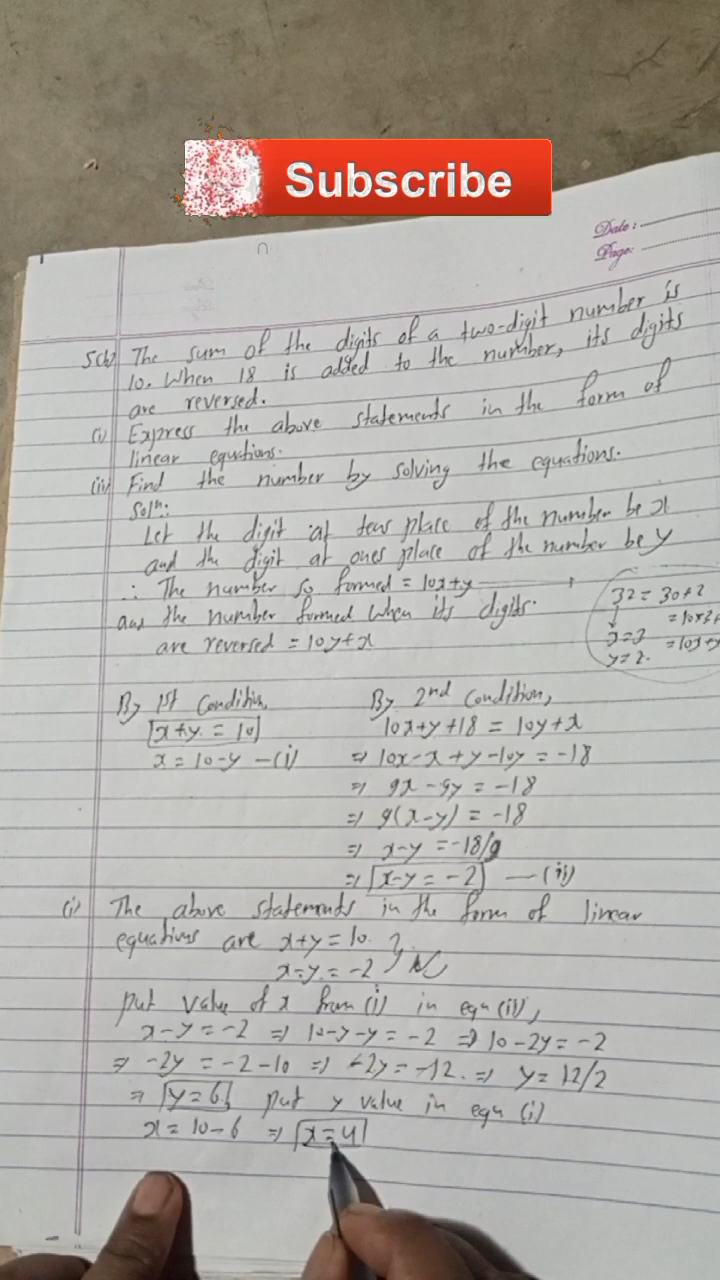 Subscribe
Date:
Page:
5(b) The sum of the digits of a two-digit number is
10. When 18 is added to the number, its digits
are reversed.
(i) Express the above statements in the form of
linear equations.
(ii) Find the number by solving the equations.
Solⁿ:
Let the digit at tens place of the number be x
and the digit at ones place of the number be y
∴ The number so formed = 10x+y
and the number formed when its digits
are reversed = 10y+x
32 = 30+2
= 10×3+
x=3
y=2.
= 10x+y
By 1st Condition,
x+y = 10
x = 10-y —(i)
By 2nd Condition,
10x+y+18 = 10y+x
⇒ 10x-x+y-10y = -18
⇒ 9x-9y = -18
⇒ 9(x-y) = -18
⇒ x-y = -18/9
⇒ x-y = -2 —(ii)
(i) The above statements in the form of linear
equations are x+y=10
x-y=-2
put value of x from (i) in eqn (ii),
x-y=-2 ⇒ 10-y-y=-2 ⇒ 10-2y=-2
⇒ -2y = -2-10 ⇒ -2y=-12. ⇒ y=12/2
⇒ y=6, put y value in eqn (i)
x=10-6 ⇒ x=4